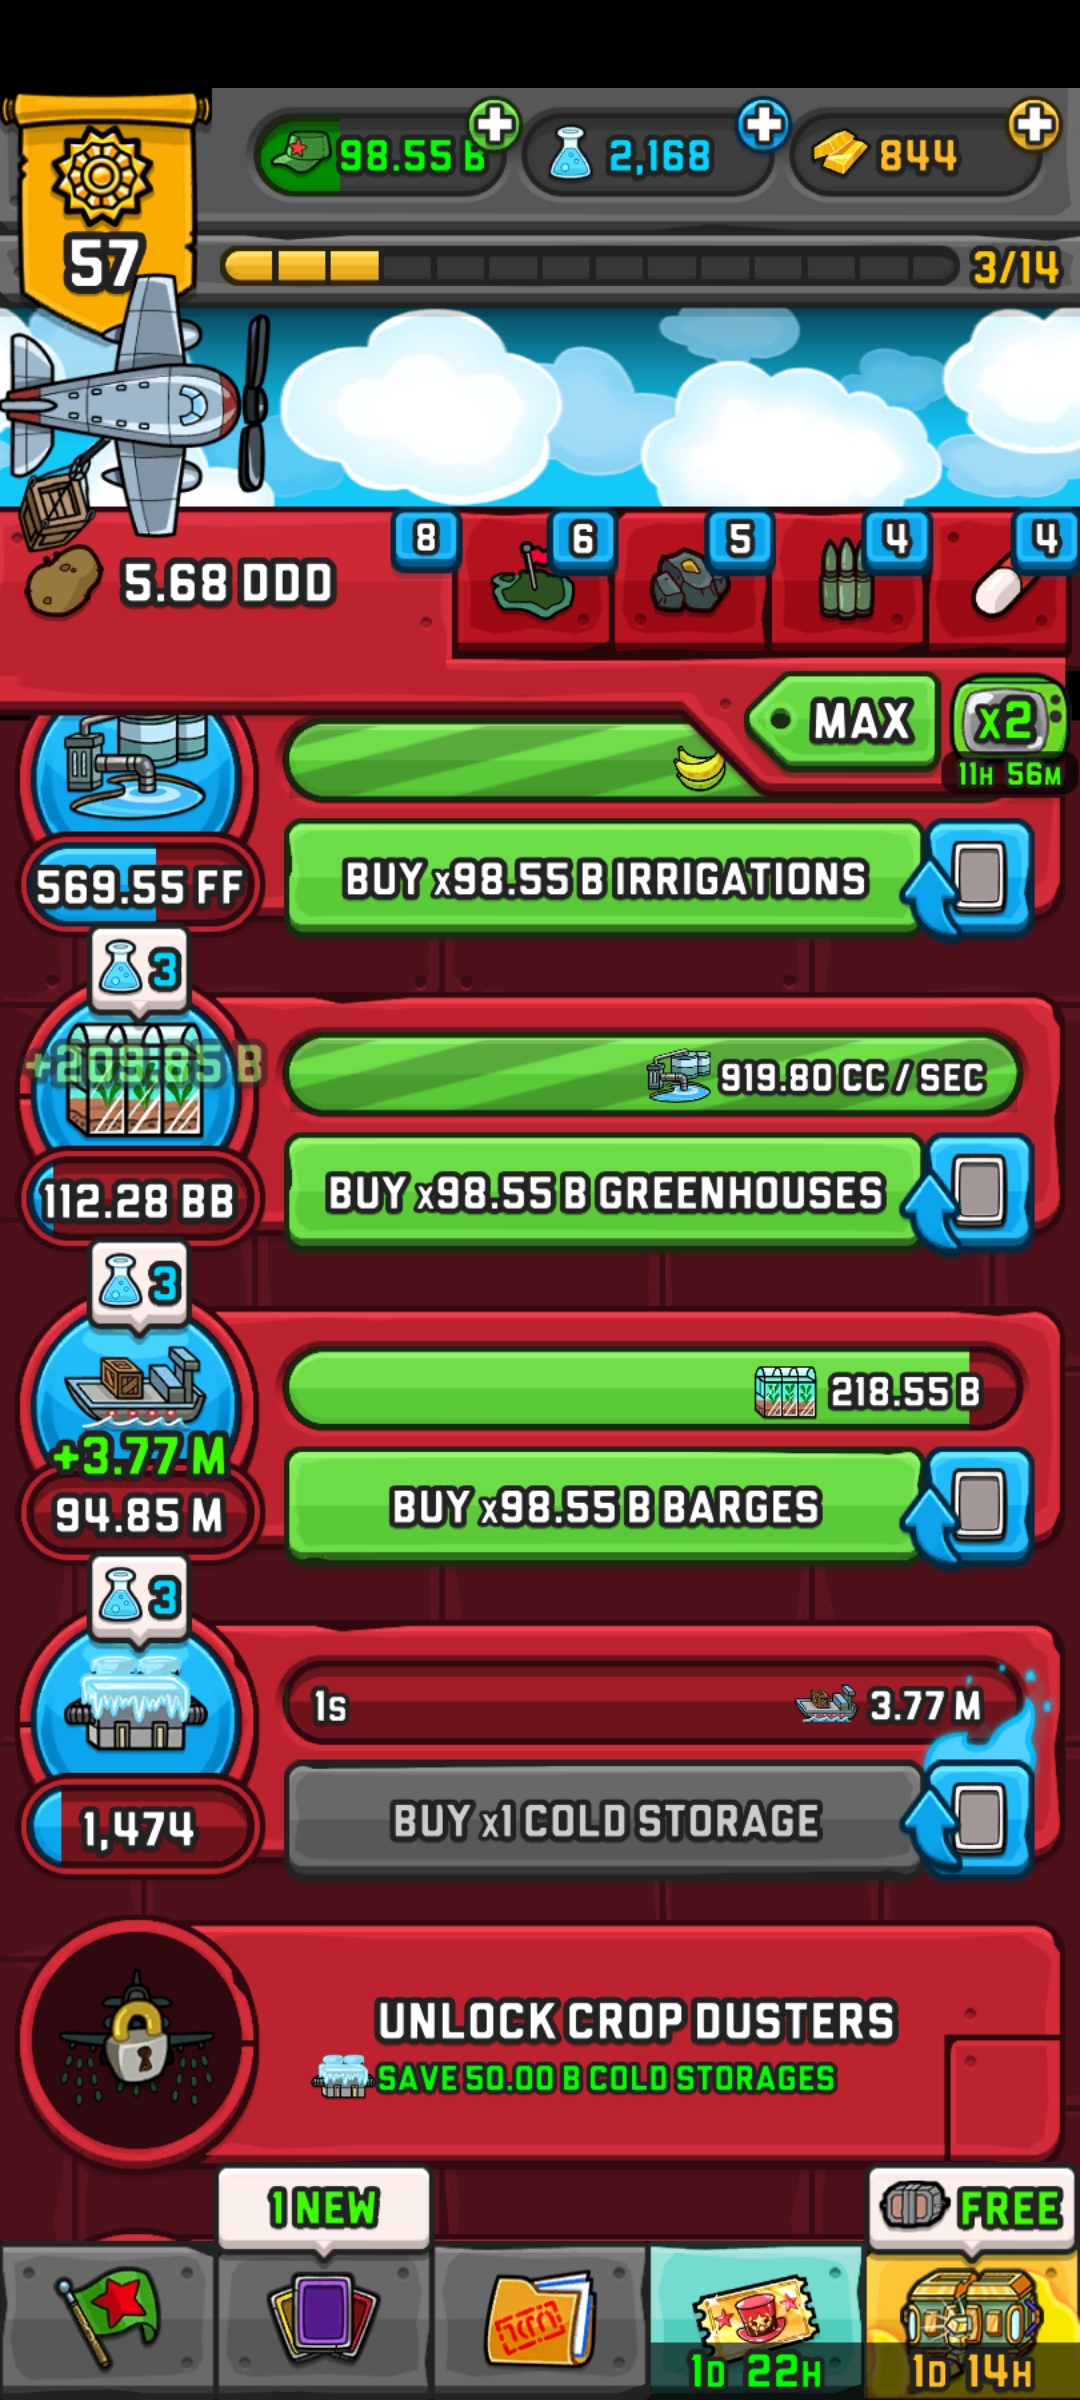 98.55 B
2,168
844
57
3/14
8
6
5
4
4
5.68 DDD
MAX
x2
11H 56M
BUY x98.55 B IRRIGATIONS
569.55 FF
3
+209.85 B
919.80 CC / SEC
BUY x98.55 B GREENHOUSES
112.28 BB
3
218.55 B
+3.77 M
BUY x98.55 B BARGES
94.85 M
3
1s
3.77 M
BUY x1 COLD STORAGE
1,474
UNLOCK CROP DUSTERS
SAVE 50.00 B COLD STORAGES
1 NEW
FREE
1D 22H
1D 14H